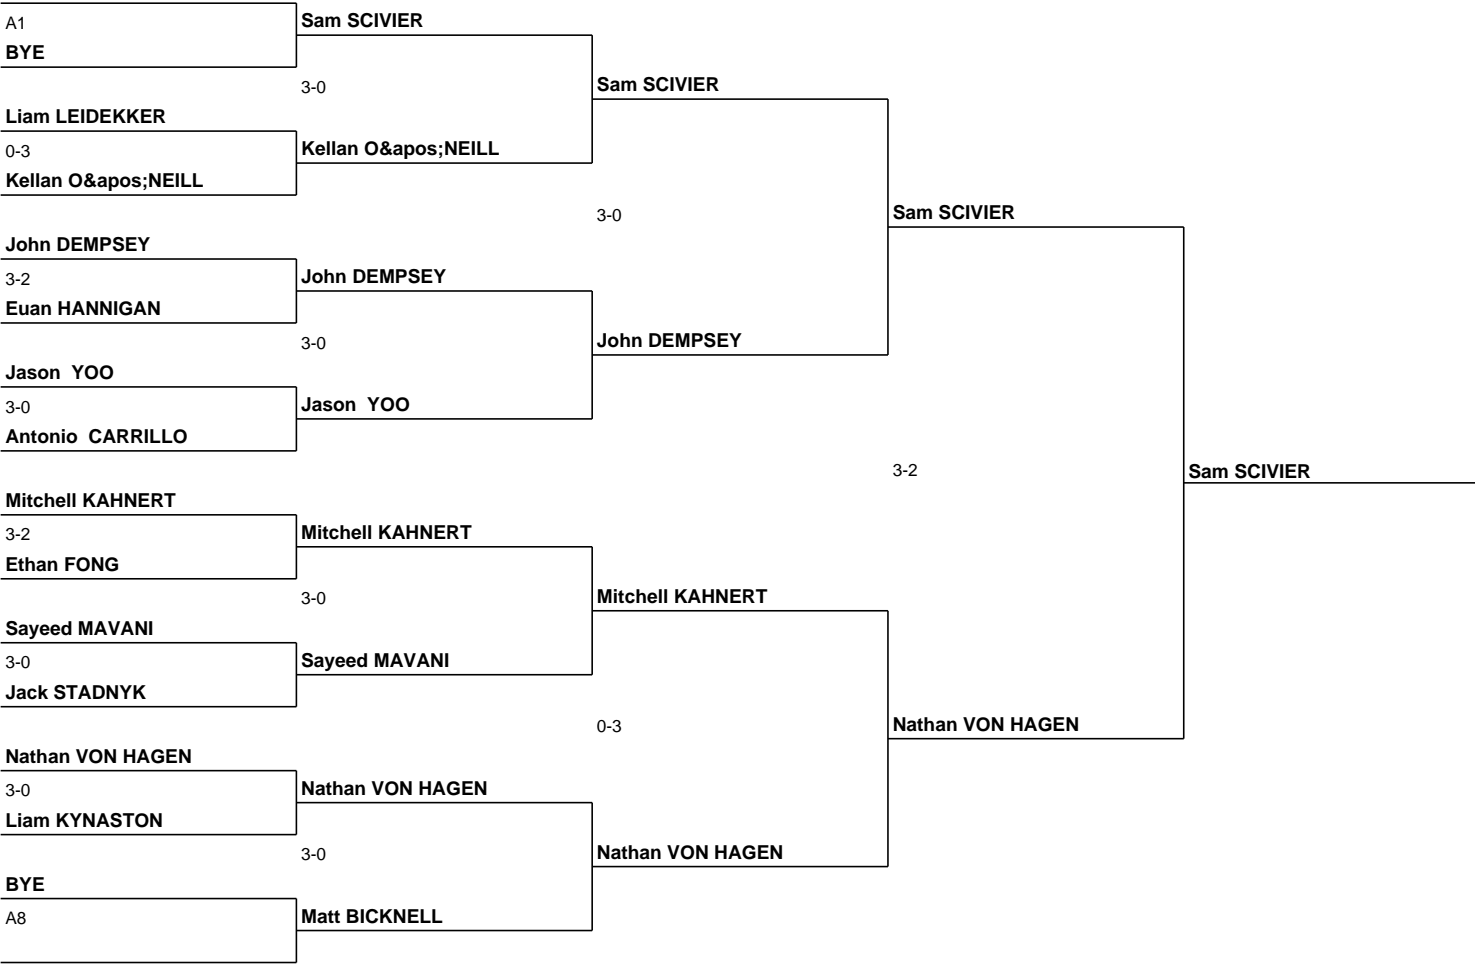 A1
BYE
Liam LEIDEKKER
0-3
Kellan O&apos;NEILL
John DEMPSEY
3-2
Euan HANNIGAN
Jason  YOO
3-0
Antonio  CARRILLO
Mitchell KAHNERT
3-2
Ethan FONG
Sayeed MAVANI
3-0
Jack STADNYK
Nathan VON HAGEN
3-0
Liam KYNASTON
BYE
A8
Sam SCIVIER
3-0
Kellan O&apos;NEILL
John DEMPSEY
3-0
Jason  YOO
Mitchell KAHNERT
3-0
Sayeed MAVANI
Nathan VON HAGEN
3-0
Matt BICKNELL
Sam SCIVIER
3-0
John DEMPSEY
Mitchell KAHNERT
0-3
Nathan VON HAGEN
Sam SCIVIER
3-2
Nathan VON HAGEN
Sam SCIVIER